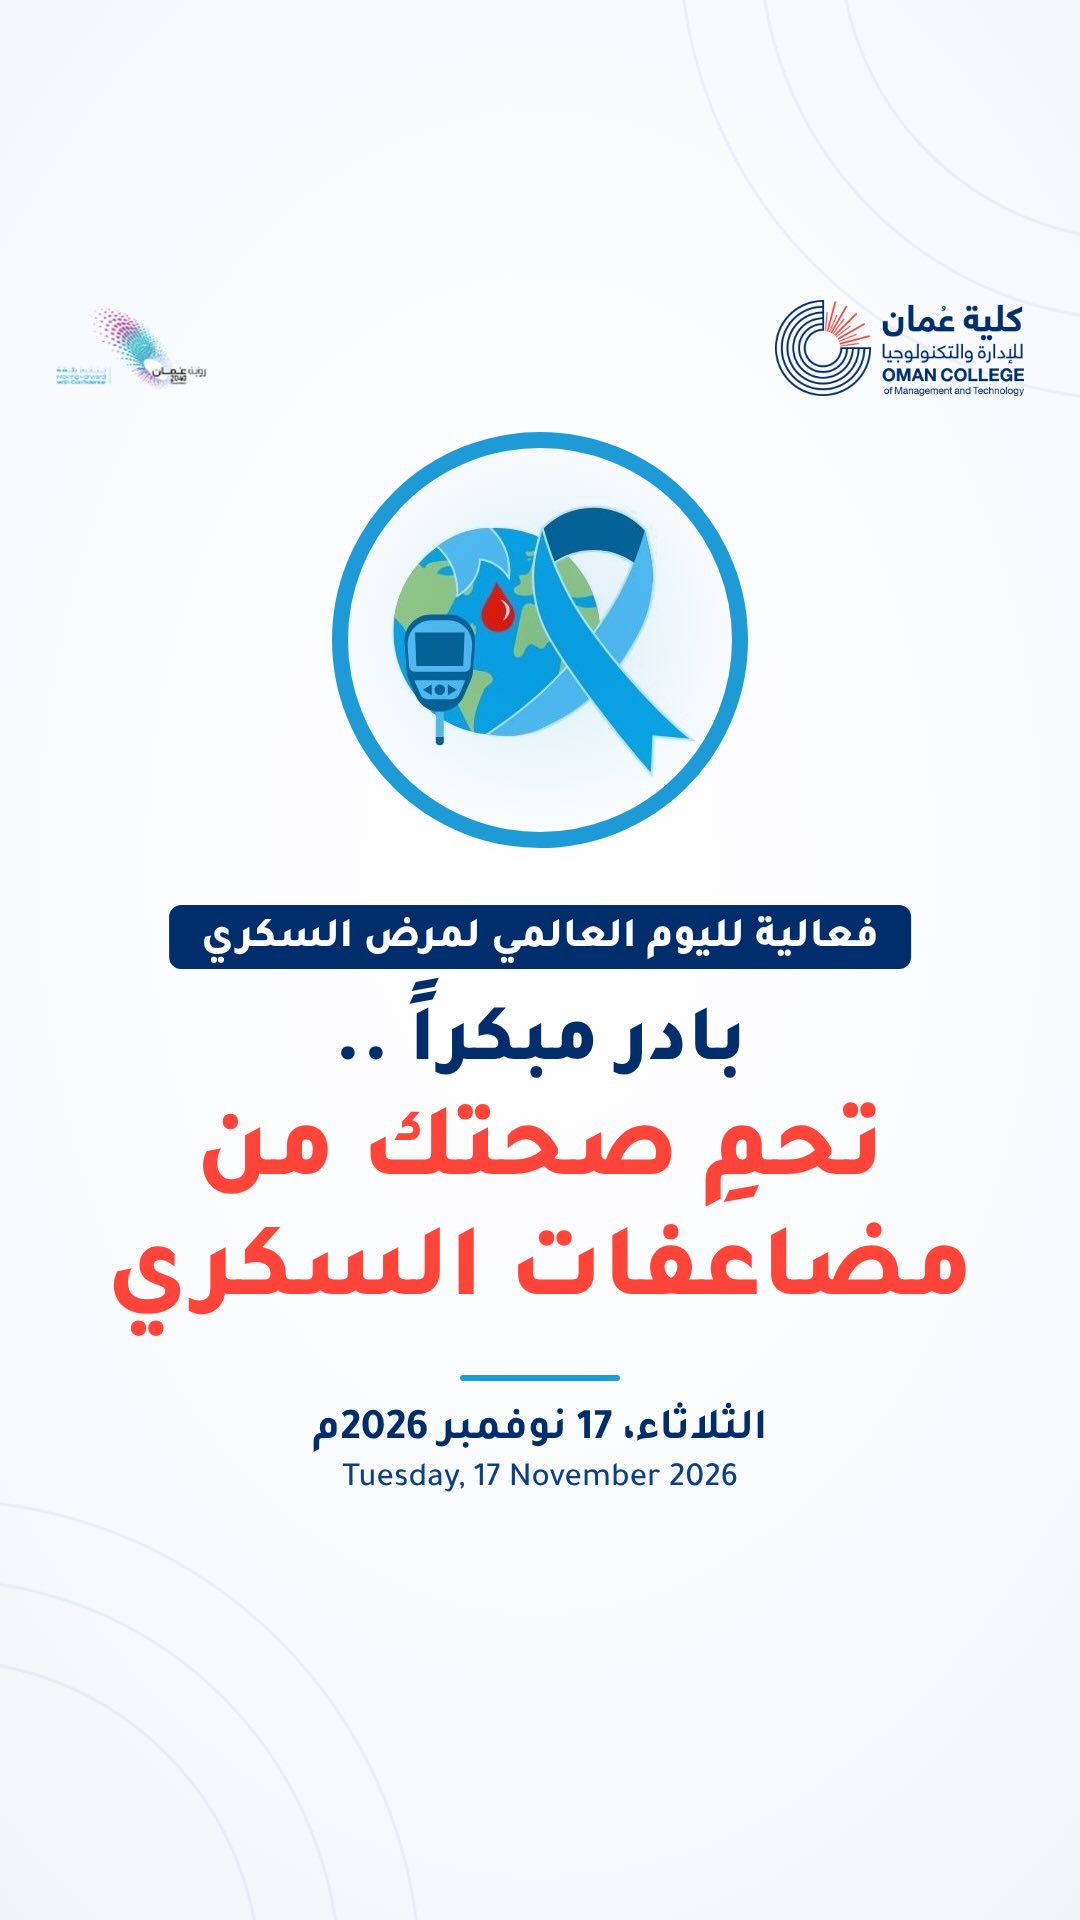 كلية عُمان
للإدارة والتكنولوجيا
OMAN COLLEGE
of Management and Technology
رؤية عُمان
2040
فعالية لليوم العالمي لمرض السكري
بادر مبكراً ..
تحمِ صحتك من
مضاعفات السكري
الثلاثاء، 17 نوفمبر 2026م
Tuesday, 17 November 2026